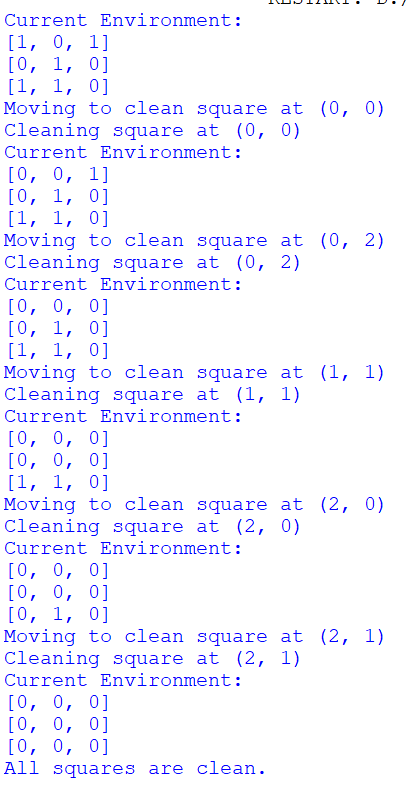 Current Environment:
[1, 0, 1]
[0, 1, 0]
[1, 1, 0]
Moving to clean square at (0, 0)
Cleaning square at (0, 0)
Current Environment:
[0, 0, 1]
[0, 1, 0]
[1, 1, 0]
Moving to clean square at (0, 2)
Cleaning square at (0, 2)
Current Environment:
[0, 0, 0]
[0, 1, 0]
[1, 1, 0]
Moving to clean square at (1, 1)
Cleaning square at (1, 1)
Current Environment:
[0, 0, 0]
[0, 0, 0]
[1, 1, 0]
Moving to clean square at (2, 0)
Cleaning square at (2, 0)
Current Environment:
[0, 0, 0]
[0, 0, 0]
[0, 1, 0]
Moving to clean square at (2, 1)
Cleaning square at (2, 1)
Current Environment:
[0, 0, 0]
[0, 0, 0]
[0, 0, 0]
All squares are clean.